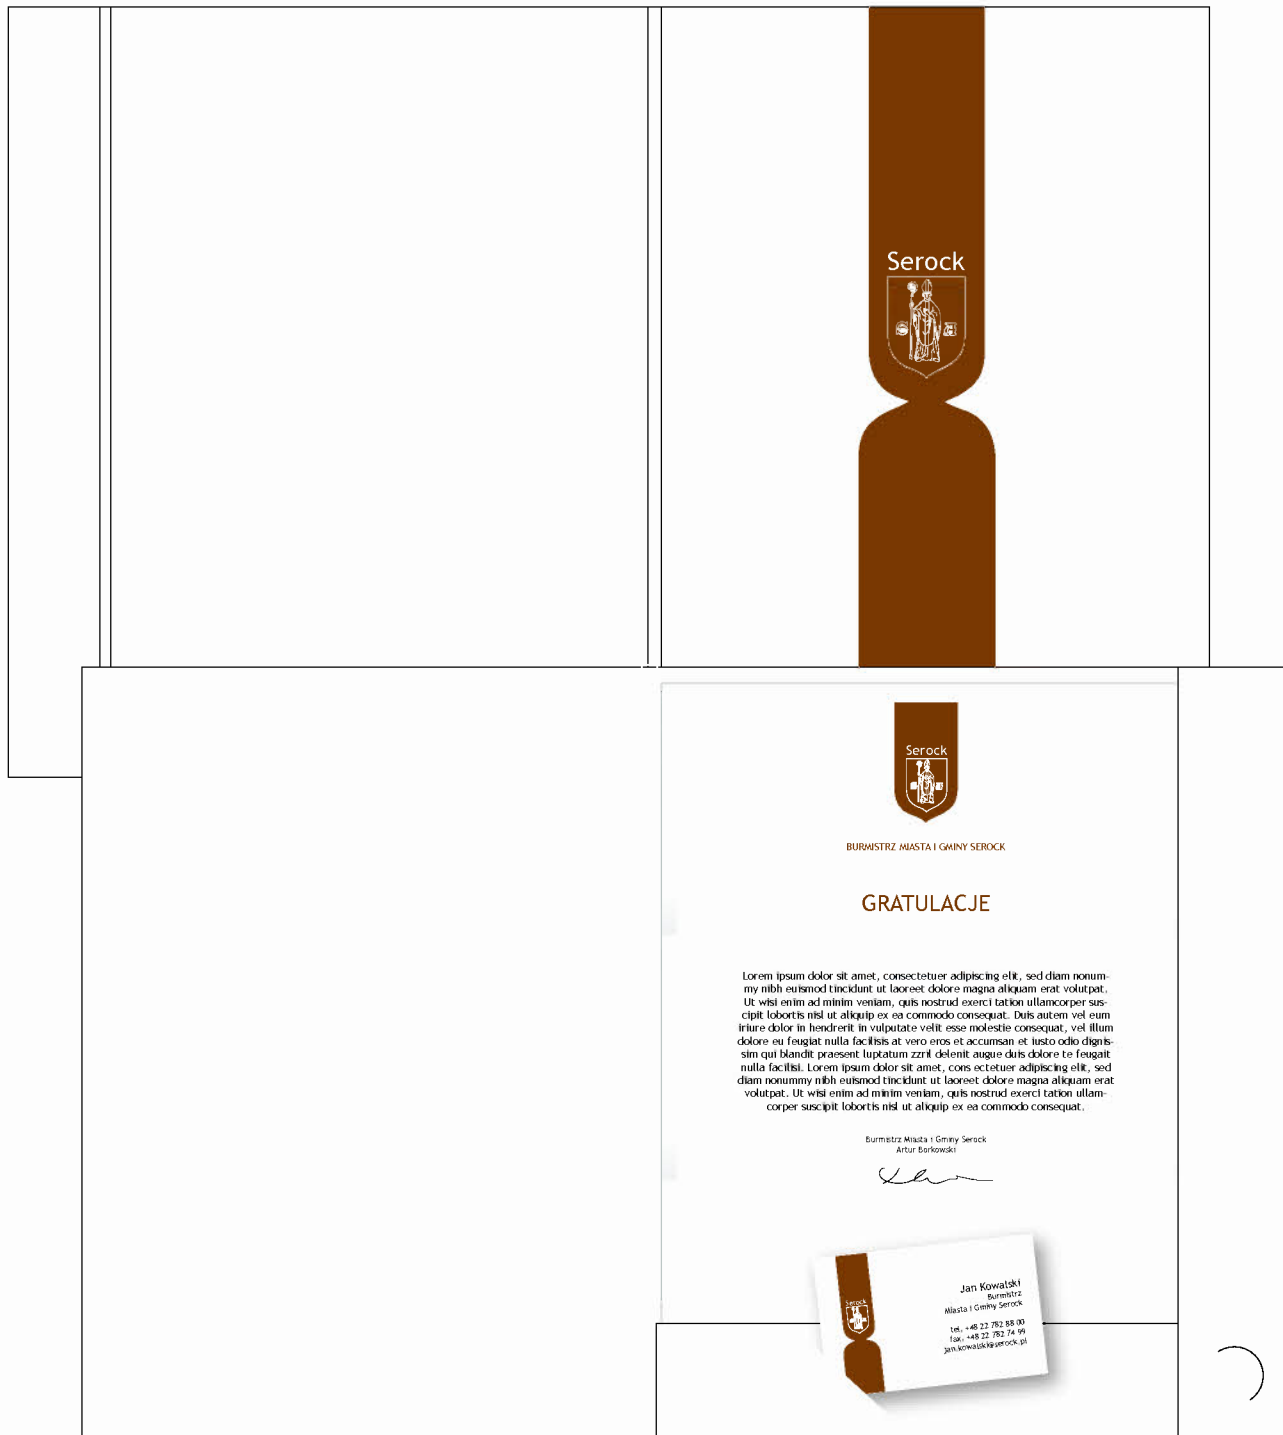 Serock
Serock
BURMISTRZ MIASTA I GMINY SEROCK
GRATULACJE
Lorem ipsum dolor sit amet, consectetuer adipiscing elit, sed diam nonum-
my nibh euismod tincidunt ut laoreet dolore magna aliquam erat volutpat.
Ut wisi enim ad minim veniam, quis nostrud exerci tation ullamcorper sus-
cipit lobortis nisl ut aliquip ex ea commodo consequat. Duis autem vel eum
iriure dolor in hendrerit in vulputate velit esse molestie consequat, vel illum
dolore eu feugiat nulla facilisis at vero eros et accumsan et iusto odio dignis-
sim qui blandit praesent luptatum zzril delenit augue duis dolore te feugait
nulla facilisi. Lorem ipsum dolor sit amet, cons ectetuer adipiscing elit, sed
diam nonummy nibh euismod tincidunt ut laoreet dolore magna aliquam erat
volutpat. Ut wisi enim ad minim veniam, quis nostrud exerci tation ullam-
corper suscipit lobortis nisl ut aliquip ex ea commodo consequat.
Burmistrz Miasta i Gminy Serock
Artur Borkowski
Serock
Jan Kowalski
Burmistrz
Miasta i Gminy Serock
tel. +48 22 782 88 00
fax. +48 22 782 74 99
jan.kowalski@serock.pl